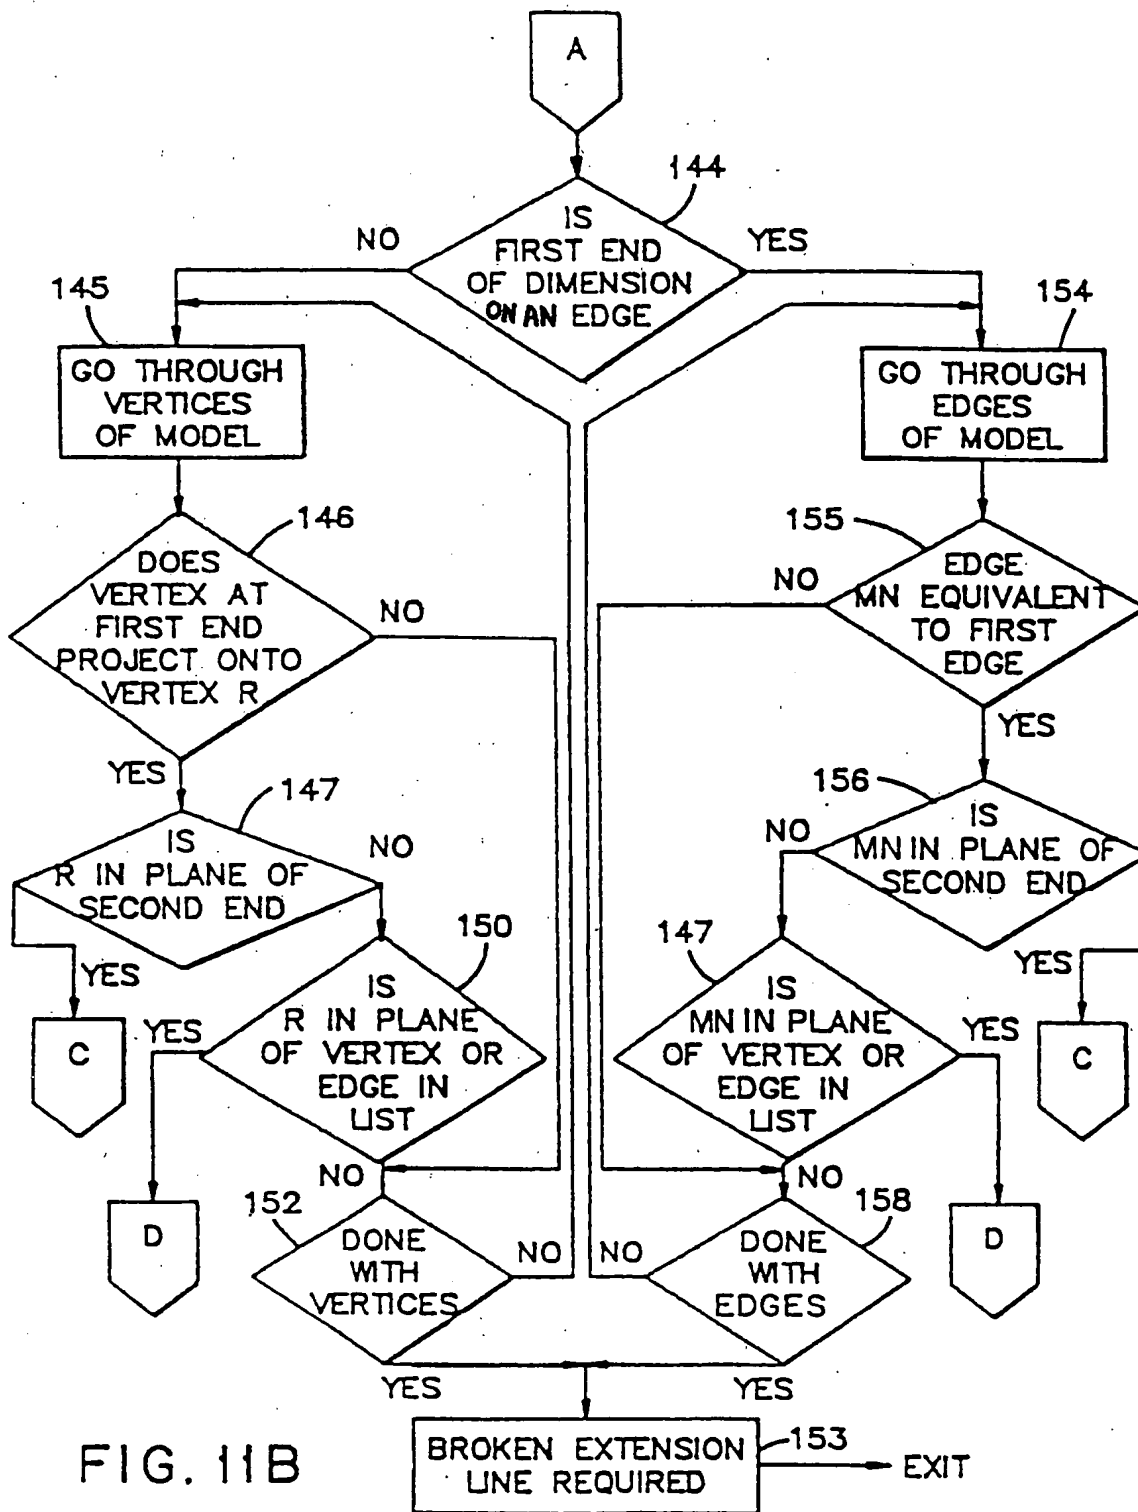 A
144
IS
FIRST END
OF DIMENSION
ON AN EDGE
NO
YES
145
GO THROUGH
VERTICES
OF MODEL
154
GO THROUGH
EDGES
OF MODEL
146
DOES
VERTEX AT
FIRST END
PROJECT ONTO
VERTEX R
NO
YES
155
EDGE
MN EQUIVALENT
TO FIRST
EDGE
NO
YES
147
IS
R IN PLANE OF
SECOND END
NO
YES
156
IS
MN IN PLANE OF
SECOND END
NO
YES
C
150
IS
R IN PLANE
OF VERTEX OR
EDGE IN
LIST
YES
NO
147
IS
MN IN PLANE
OF VERTEX OR
EDGE IN
LIST
YES
NO
C
D
152
DONE
WITH
VERTICES
NO
YES
158
DONE
WITH
EDGES
NO
YES
D
153
BROKEN EXTENSION
LINE REQUIRED
EXIT
FIG. 11B